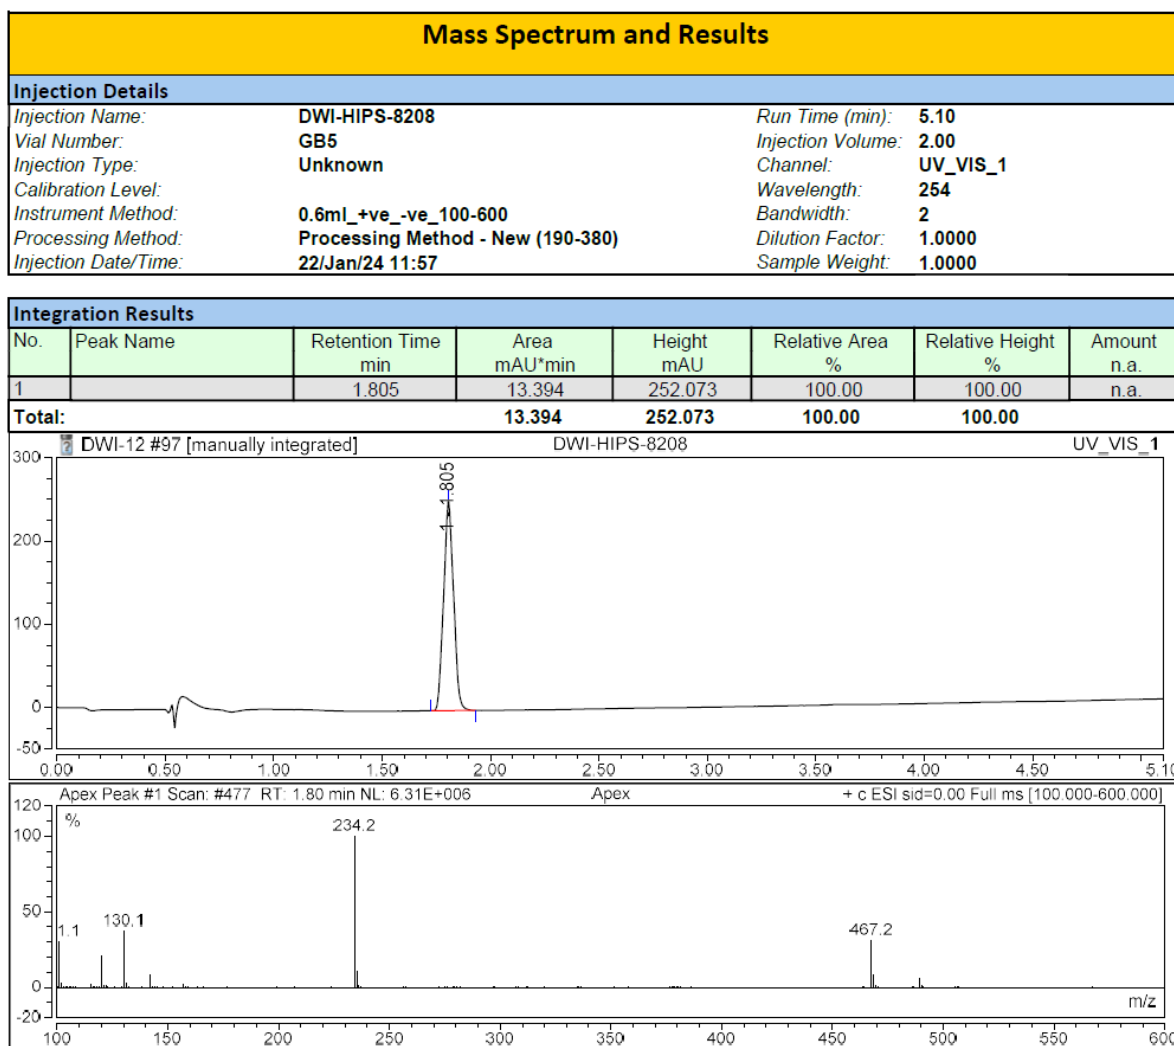 Mass Spectrum and Results
Injection Details
Injection Name: DWI-HIPS-8208 Run Time (min): 5.10
Vial Number: GB5 Injection Volume: 2.00
Injection Type: Unknown Channel: UV_VIS_1
Calibration Level: Wavelength: 254
Instrument Method: 0.6ml_+ve_-ve_100-600 Bandwidth: 2
Processing Method: Processing Method - New (190-380) Dilution Factor: 1.0000
Injection Date/Time: 22/Jan/24 11:57 Sample Weight: 1.0000
Integration Results
No. Peak Name Retention Time Area Height Relative Area Relative Height Amount
min mAU*min mAU % % n.a.
1 1.805 13.394 252.073 100.00 100.00 n.a.
Total: 13.394 252.073 100.00 100.00
DWI-12 #97 [manually integrated] DWI-HIPS-8208 UV_VIS_1
300
200
100
0
-50
1 - 1.805
0.00 0.50 1.00 1.50 2.00 2.50 3.00 3.50 4.00 4.50 5.10
Apex Peak #1 Scan: #477 RT: 1.80 min NL: 6.31E+006 Apex + c ESI sid=0.00 Full ms [100.000-600.000]
120
%
100
50
0
-20
1.1
130.1
234.2
467.2
m/z
100 150 200 250 300 350 400 450 500 550 600